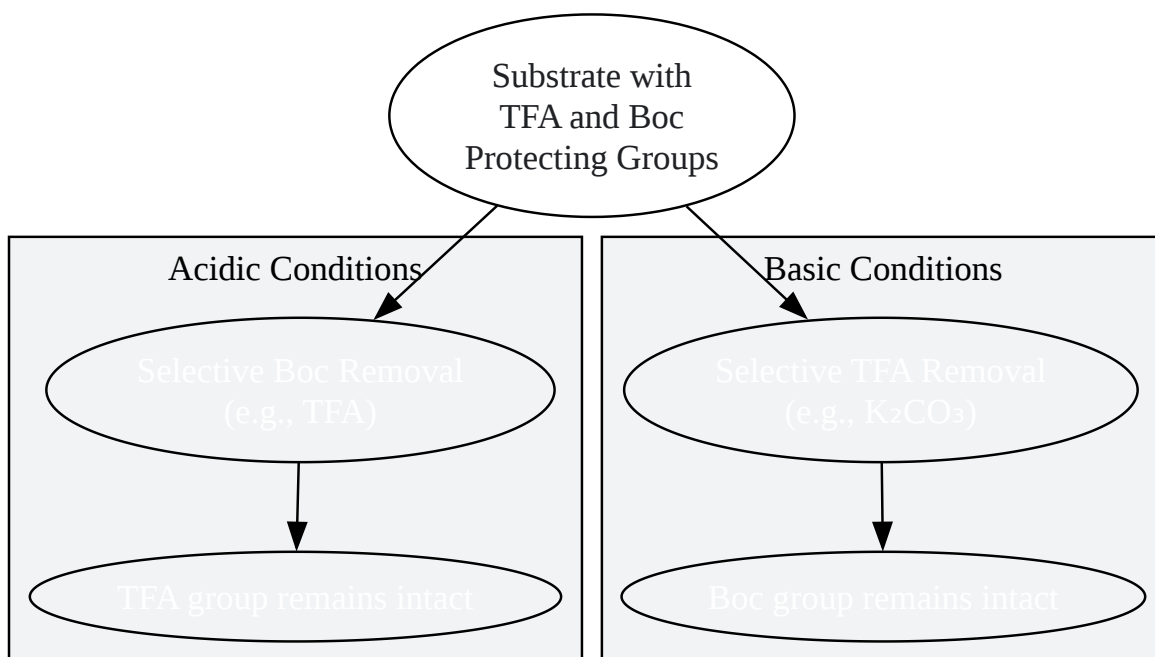 Substrate with
TFA and Boc
Protecting Groups
Acidic Conditions
Selective Boc Removal
(e.g., TFA)
TFA group remains intact
Basic Conditions
Selective TFA Removal
(e.g., K₂CO₃)
Boc group remains intact